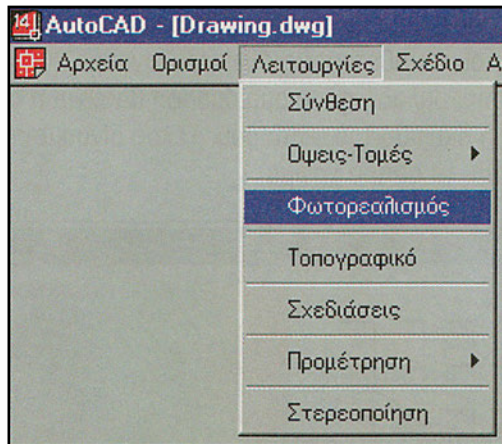 14 AutoCAD - [Drawing.dwg]
Αρχεία Ορισμοί Λειτουργίες Σχέδιο Α
Σύνθεση
Οψεις-Τομές
Φωτορεαλισμός
Τοπογραφικό
Σχεδιάσεις
Προμέτρηση
Στερεοποίηση